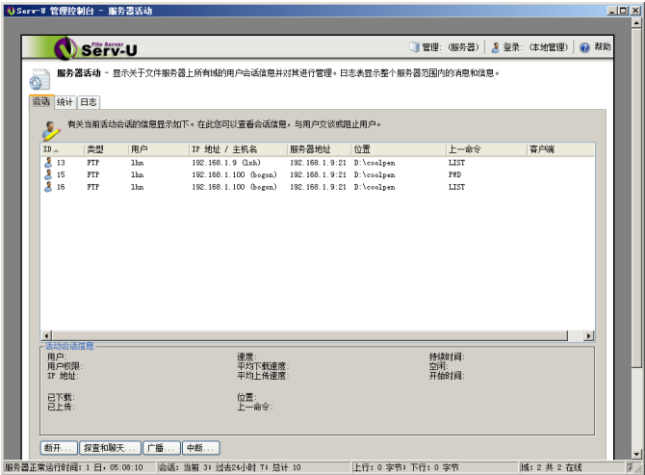 Serv-U 管理控制台 - 服务器活动
File Server
Serv-U
管理: (服务器) 登录: (本地管理) 帮助
服务器活动 - 显示关于文件服务器上所有域的用户会话信息并对其进行管理。日志表显示整个服务器范围内的消息和信息。
会话 统计 日志
有关当前活动会话的信息显示如下。在此您可以查看会话信息，与用户交谈或阻止用户。
ID 类型 用户 IP 地址 / 主机名 服务器地址 位置 上一命令 客户端
13 FTP lhn 192.168.1.9 (lxh) 192.168.1.9:21 D:\coolpen LIST
15 FTP lhn 192.168.1.100 (bogon) 192.168.1.9:21 D:\coolpen PWD
16 FTP lhn 192.168.1.100 (bogon) 192.168.1.9:21 D:\coolpen LIST
活动会话信息
用户: 速度: 持续时间:
用户权限: 平均下载速度: 空闲:
IP 地址: 平均上传速度: 开始时间:
已下载: 位置:
已上传: 上一命令:
断开... 探查和聊天... 广播... 中断...
服务器正常运行时间: 1 日, 05:08:10 会话: 当前 3; 过去24小时 7; 总计 10 上行: 0 字节; 下行: 0 字节 域: 2 共 2 在线